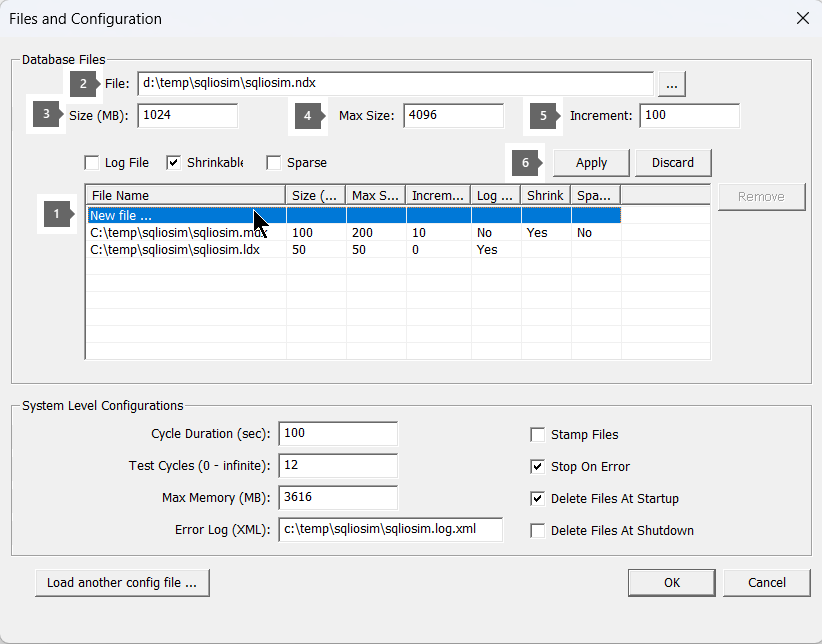 Files and Configuration
Database Files
2 File: d:\temp\sqliosim\sqliosim.ndx ...
3 Size (MB): 1024 4 Max Size: 4096 5 Increment: 100
Log File Shrinkable Sparse 6 Apply Discard
File Name Size (... Max S... Increm... Log ... Shrink Spa... Remove
1 New file ...
C:\temp\sqliosim\sqliosim.mdx 100 200 10 No Yes No
C:\temp\sqliosim\sqliosim.ldx 50 50 0 Yes
System Level Configurations
Cycle Duration (sec): 100 Stamp Files
Test Cycles (0 - infinite): 12 Stop On Error
Max Memory (MB): 3616 Delete Files At Startup
Error Log (XML): c:\temp\sqliosim\sqliosim.log.xml Delete Files At Shutdown
Load another config file ... OK Cancel